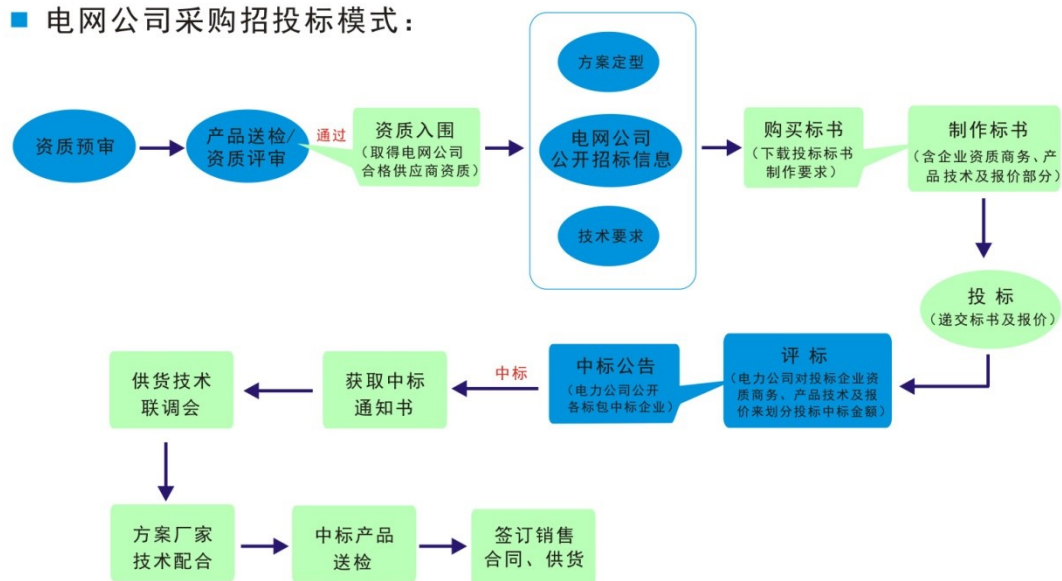 电网公司采购招投标模式：
资质预审
产品送检/
资质评审
通过
资质入围
（取得电网公司
合格供应商资质）
方案定型
电网公司
公开招标信息
技术要求
购买标书
（下载投标标书
制作要求）
制作标书
（含企业资质商务、产
品技术及报价部分）
投 标
（递交标书及报价）
评 标
（电力公司对投标企业资
质商务、产品技术及报
价来划分投标中标金额）
中标公告
（电力公司公开
各标包中标企业）
中标
获取中标
通知书
供货技术
联调会
方案厂家
技术配合
中标产品
送检
签订销售
合同、供货